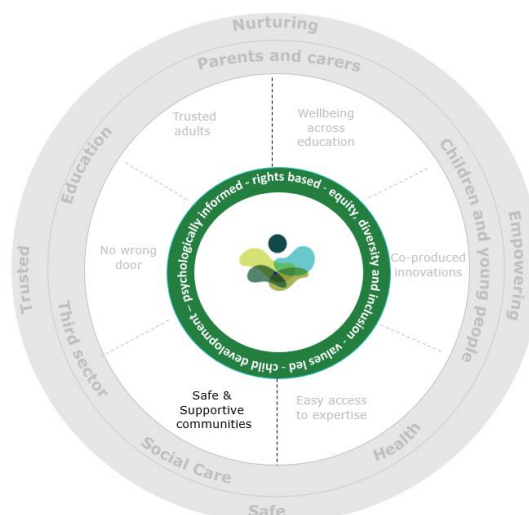 Nurturing
Parents and carers
Trusted
adults
Wellbeing
across
education
Education
Children and young people
Trusted
Empowering
No wrong
door
psychologically informed - rights based - equity, diversity and inclusion - values led - child development –
Co-produced
innovations
Third sector
Safe &
Supportive
communities
Easy access
to expertise
Social Care
Health
Safe